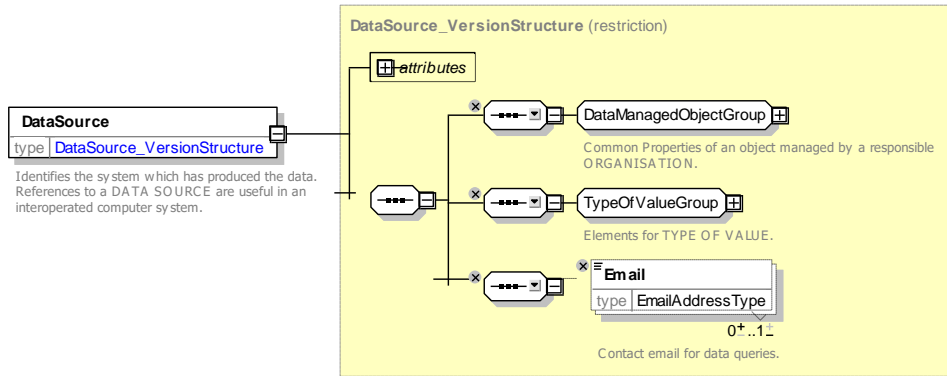 DataSource_VersionStructure (restriction)
attributes
DataSource
type DataSource_VersionStructure
Identifies the system which has produced the data.
References to a DATA SOURCE are useful in an
interoperated computer system.
DataManagedObjectGroup
Common Properties of an object managed by a responsible
ORGANISATION.
TypeOfValueGroup
Elements for TYPE OF VALUE.
Email
type EmailAddressType
0..1
Contact email for data queries.